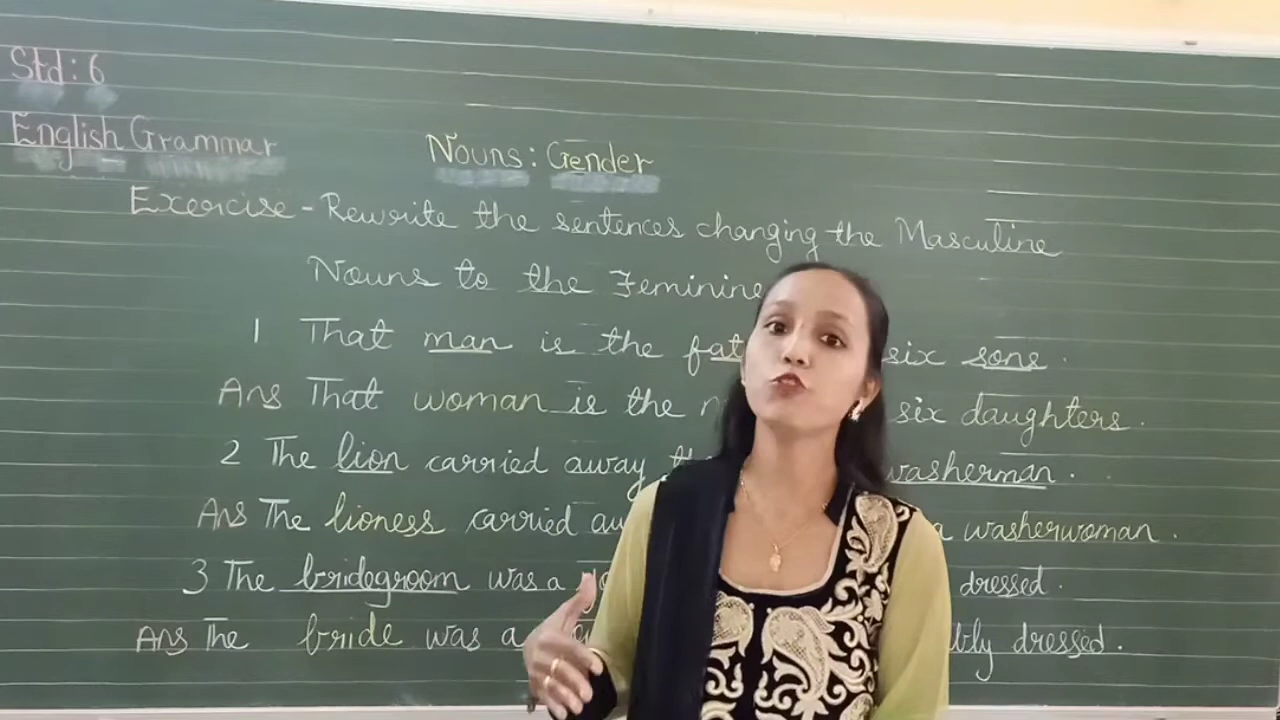 Std: 6
English Grammar
Nouns: Gender
Exercise - Rewrite the sentences changing the Masculine
Nouns to the Feminine
1 That man is the six sons.
Ans That woman is the six daughters.
2 The lion carried away washerman.
Ans The lioness carried a washerwoman.
3 The bridegroom was a dressed.
Ans The bride was a dressed.